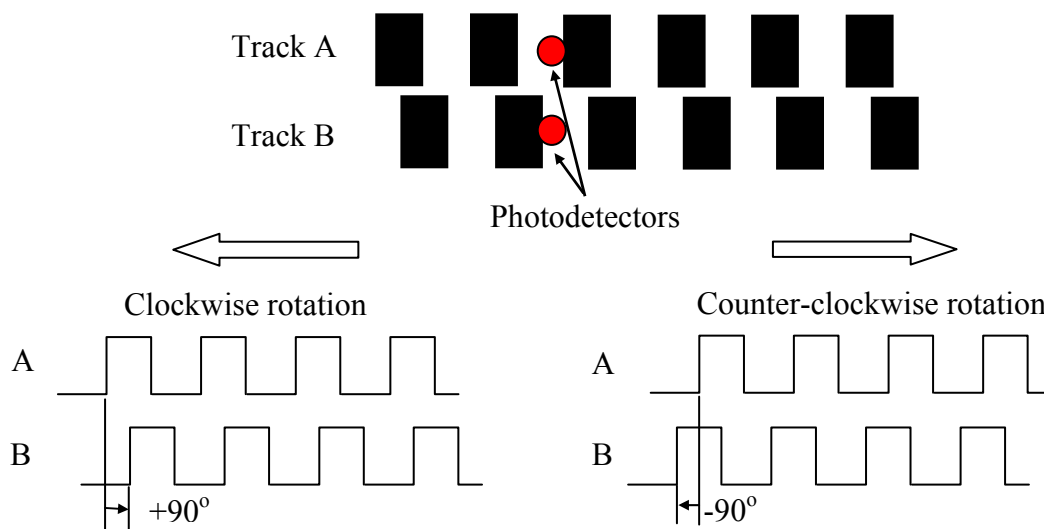 Track A
Track B
Photodetectors
Clockwise rotation
Counter-clockwise rotation
A
B
+90°
A
B
-90°